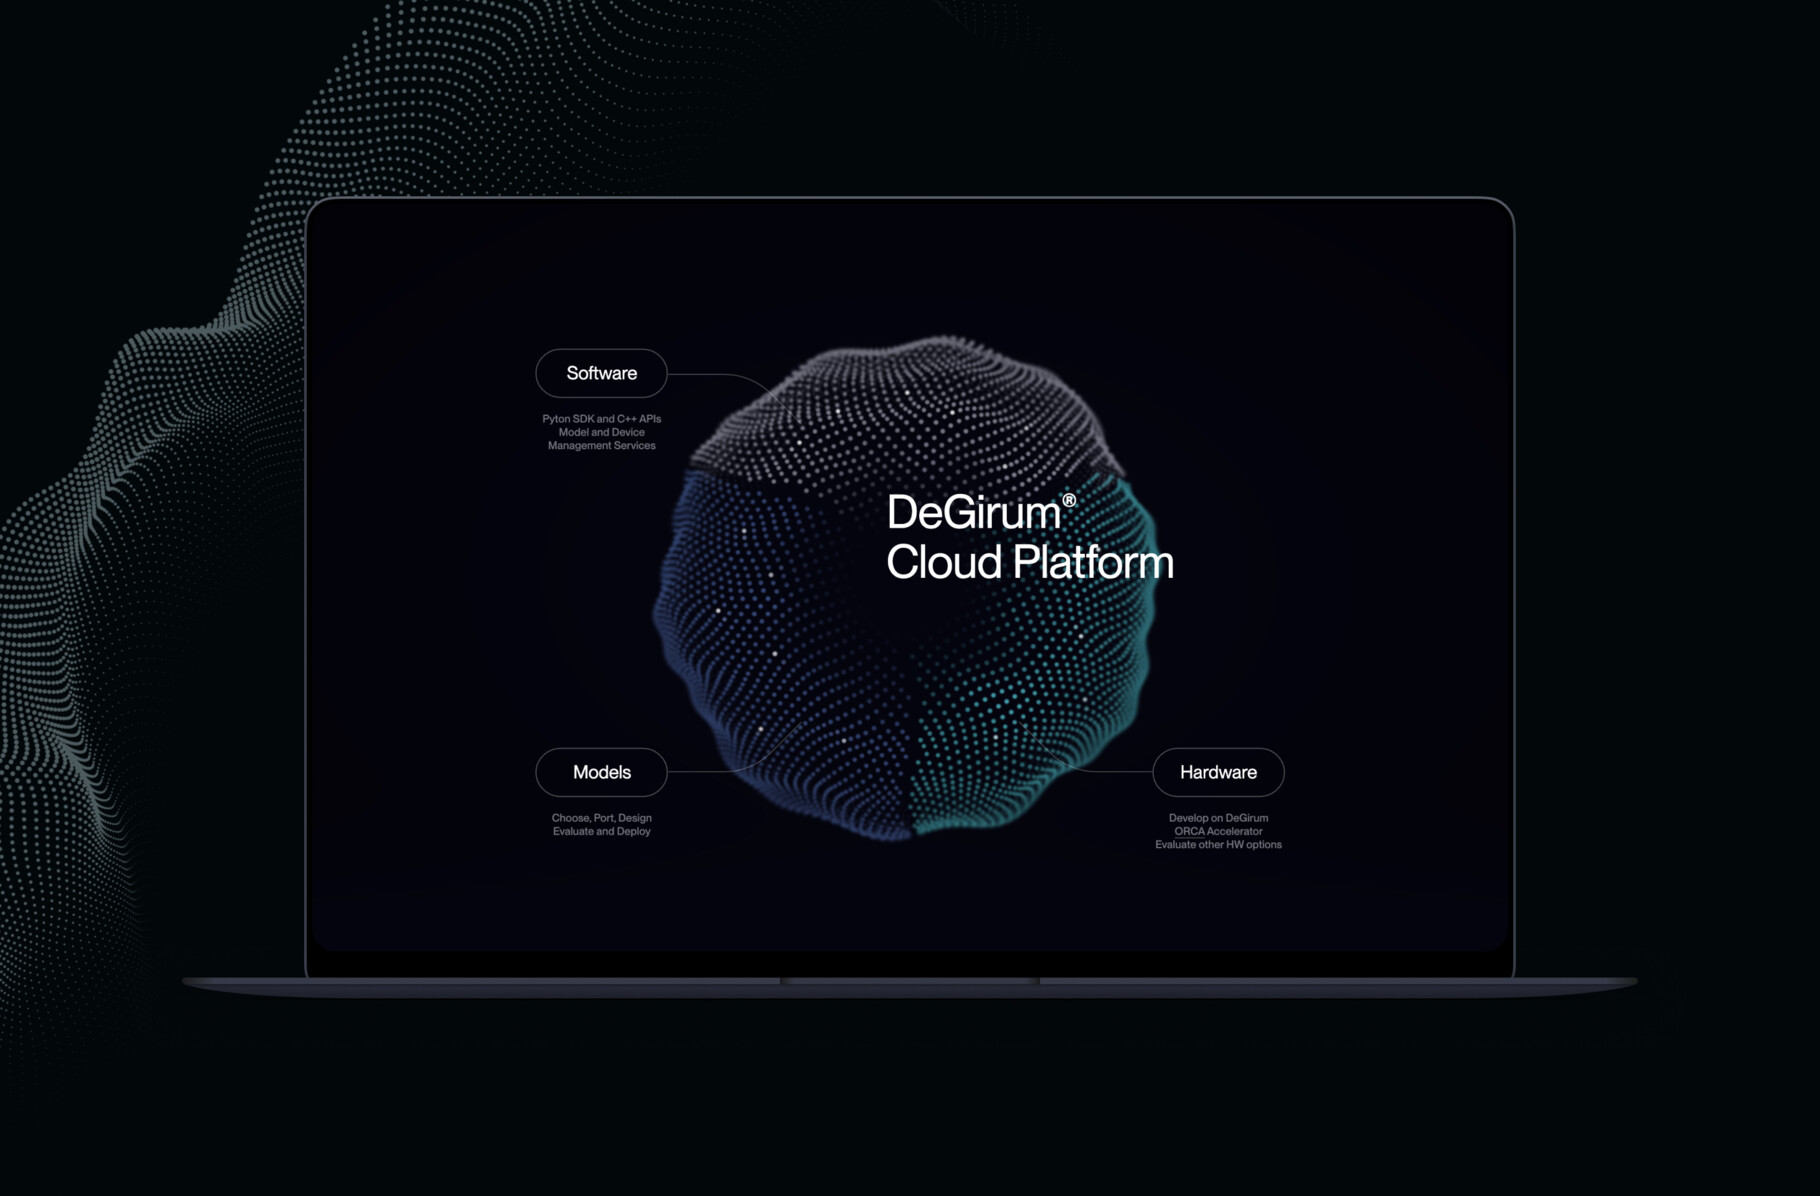 Software
Pyton SDK and C++ APIs
Model and Device
Management Services
DeGirum®
Cloud Platform
Models
Choose, Port, Design
Evaluate and Deploy
Hardware
Develop on DeGirum
ORCA Accelerator
Evaluate other HW options